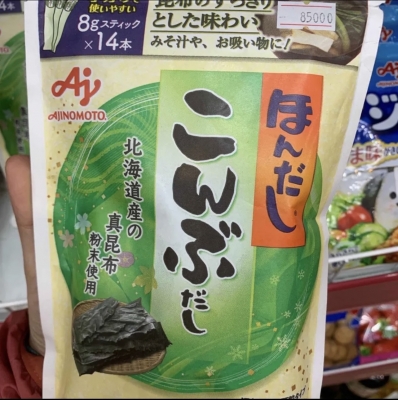 使いやすい
8gスティック
×14本
昆布のすっきり
とした味わい
みそ汁や、お吸い物に!
85000
AJINOMOTO
ほんだし
こんぶだし
北海道産の
真昆布
粉末使用